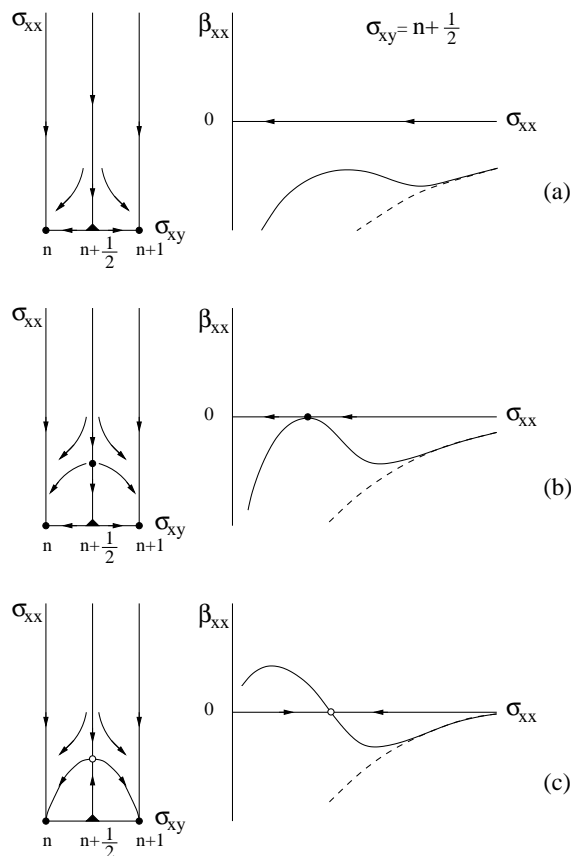 σxx
βxx
σxy= n+ 1/2
0
σxx
(a)
σxy
n
n+ 1/2
n+1
σxx
βxx
0
σxx
(b)
σxy
n
n+ 1/2
n+1
σxx
βxx
0
σxx
(c)
σxy
n
n+ 1/2
n+1